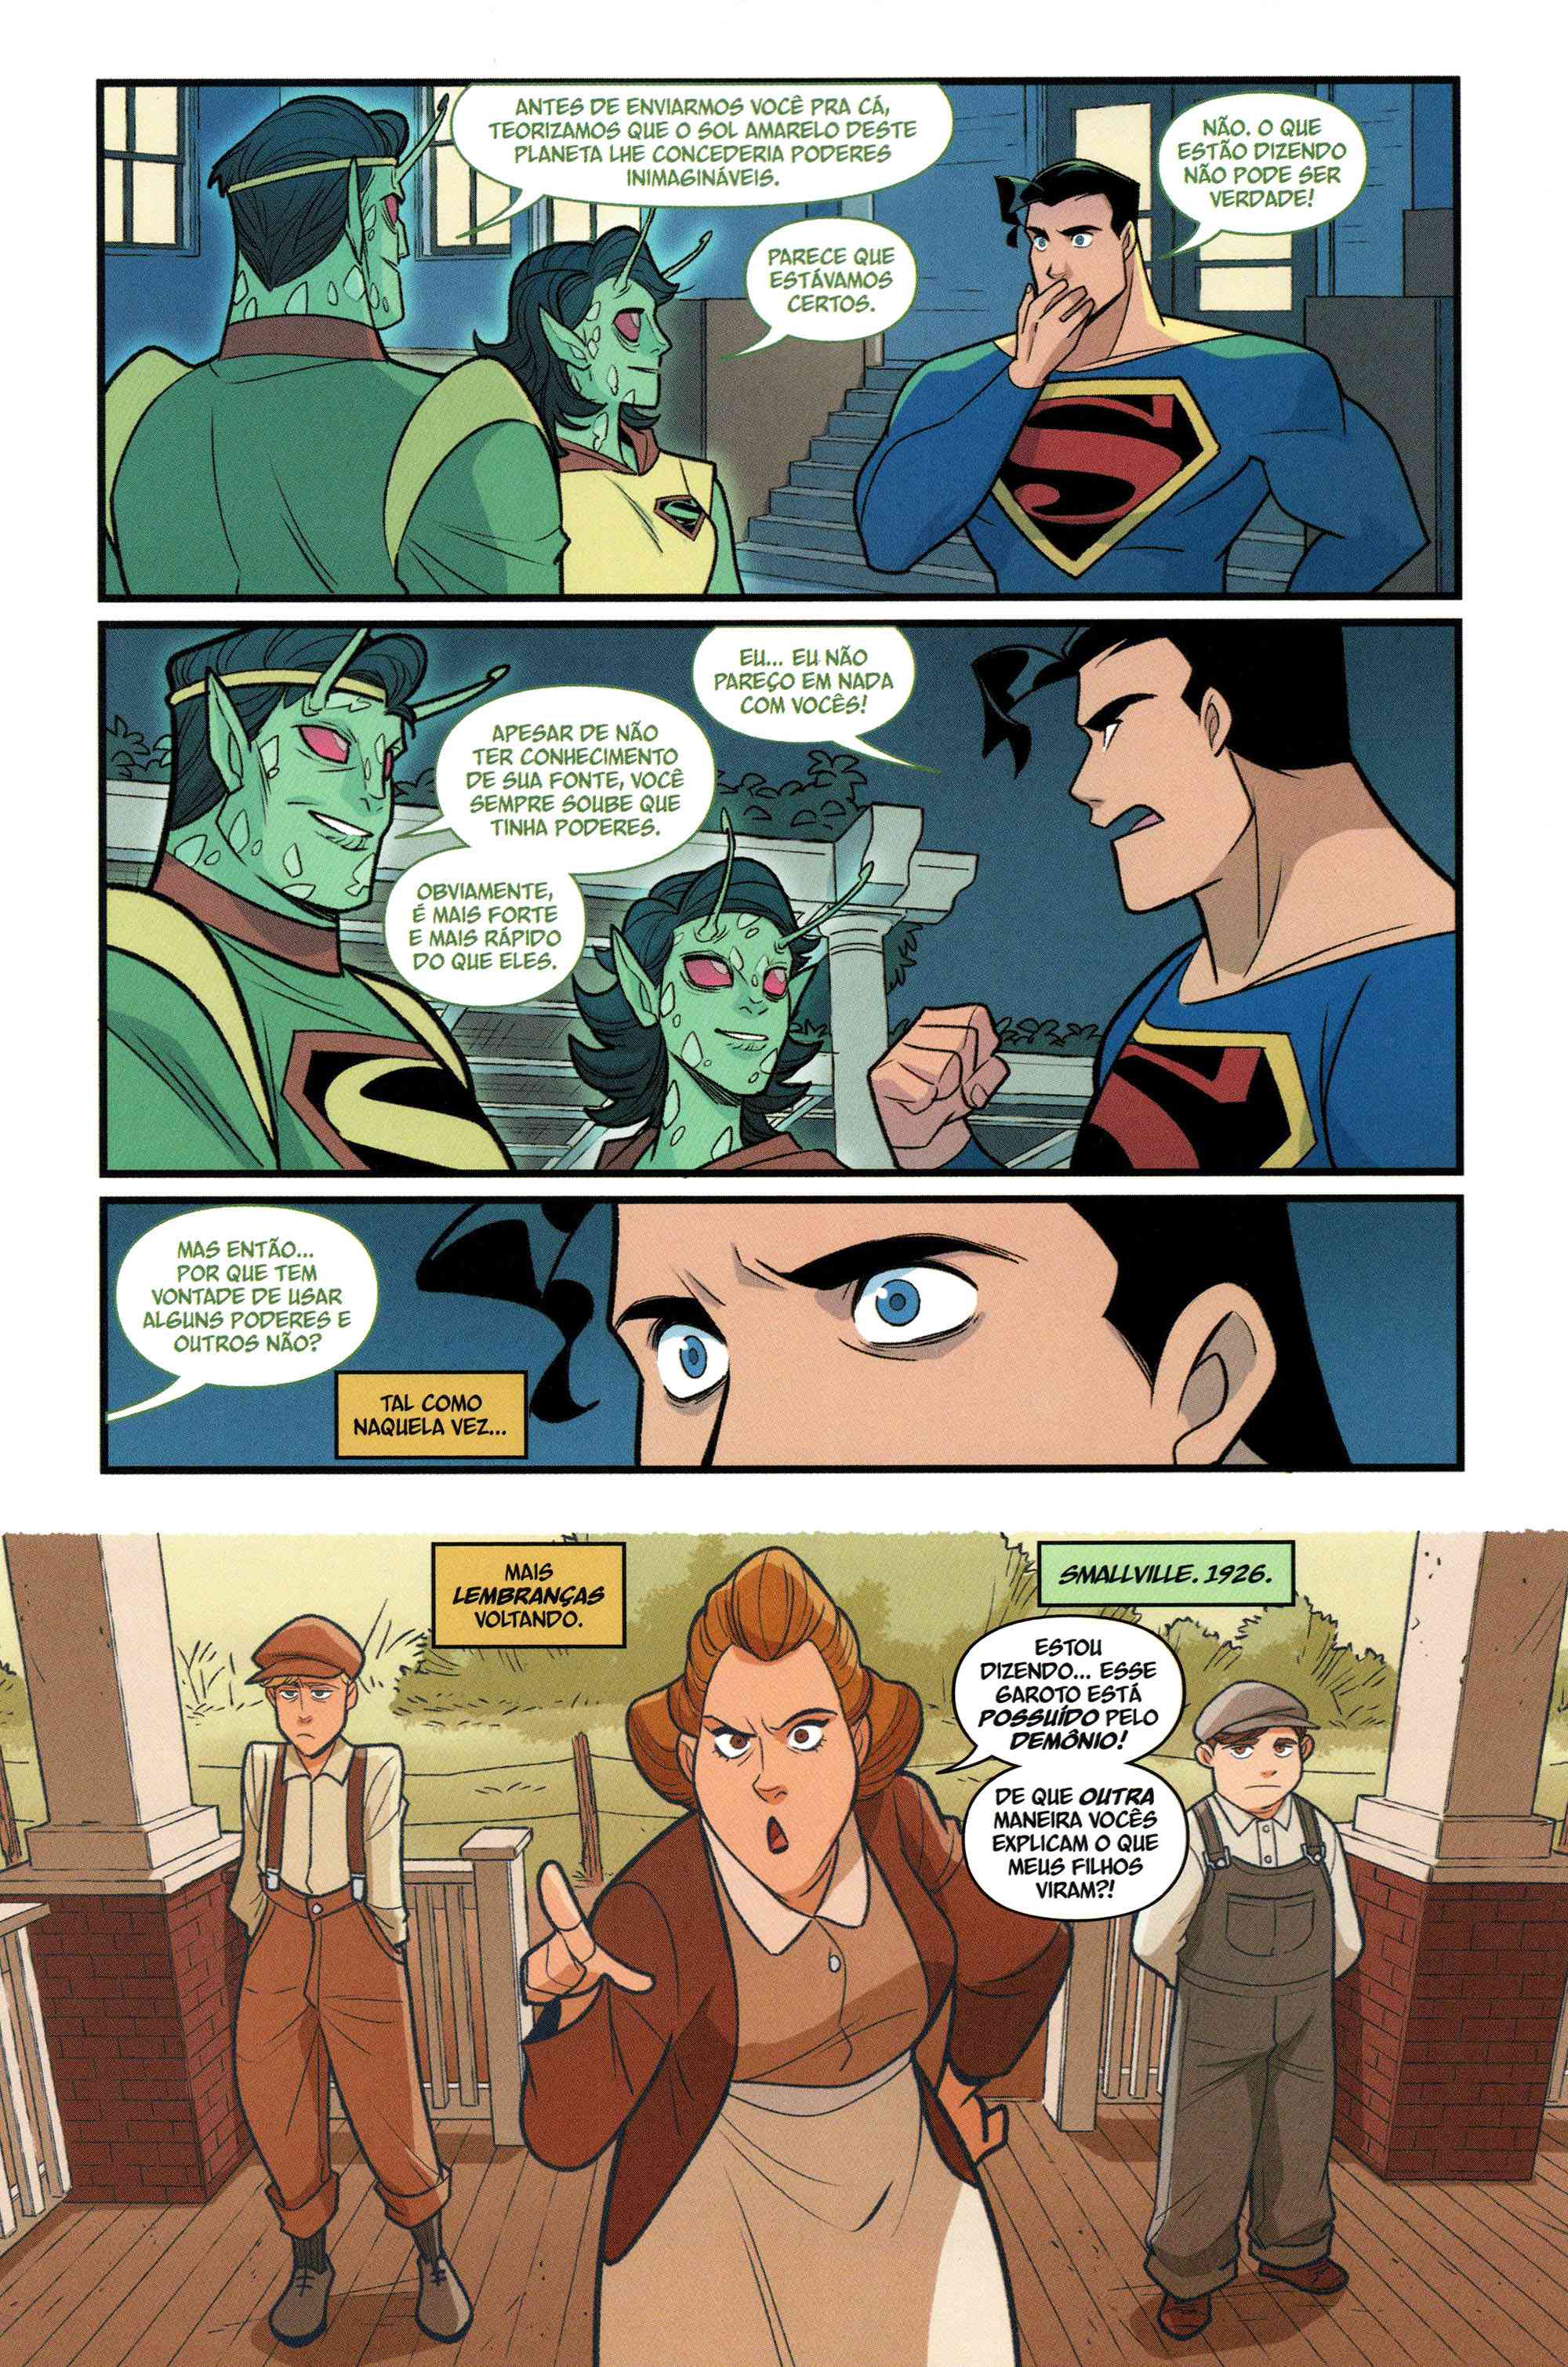 ANTES DE ENVIARMOS VOCÊ PRA CÁ,
TEORIZAMOS QUE O SOL AMARELO DESTE
PLANETA LHE CONCEDERIA PODERES
INIMAGINÁVEIS.
PARECE QUE
ESTÁVAMOS
CERTOS.
NÃO. O QUE
ESTÃO DIZENDO
NÃO PODE SER
VERDADE!
EU... EU NÃO
PAREÇO EM NADA
COM VOCÊS!
APESAR DE NÃO
TER CONHECIMENTO
DE SUA FONTE, VOCÊ
SEMPRE SOUBE QUE
TINHA PODERES.
OBVIAMENTE,
É MAIS FORTE
E MAIS RÁPIDO
DO QUE ELES.
MAS ENTÃO...
POR QUE TEM
VONTADE DE USAR
ALGUNS PODERES E
OUTROS NÃO?
TAL COMO
NAQUELA VEZ...
MAIS
LEMBRANÇAS
VOLTANDO.
SMALLVILLE. 1926.
ESTOU
DIZENDO... ESSE
GAROTO ESTÁ
POSSUÍDO PELO
DEMÔNIO!
DE QUE OUTRA
MANEIRA VOCÊS
EXPLICAM O QUE
MEUS FILHOS
VIRAM?!